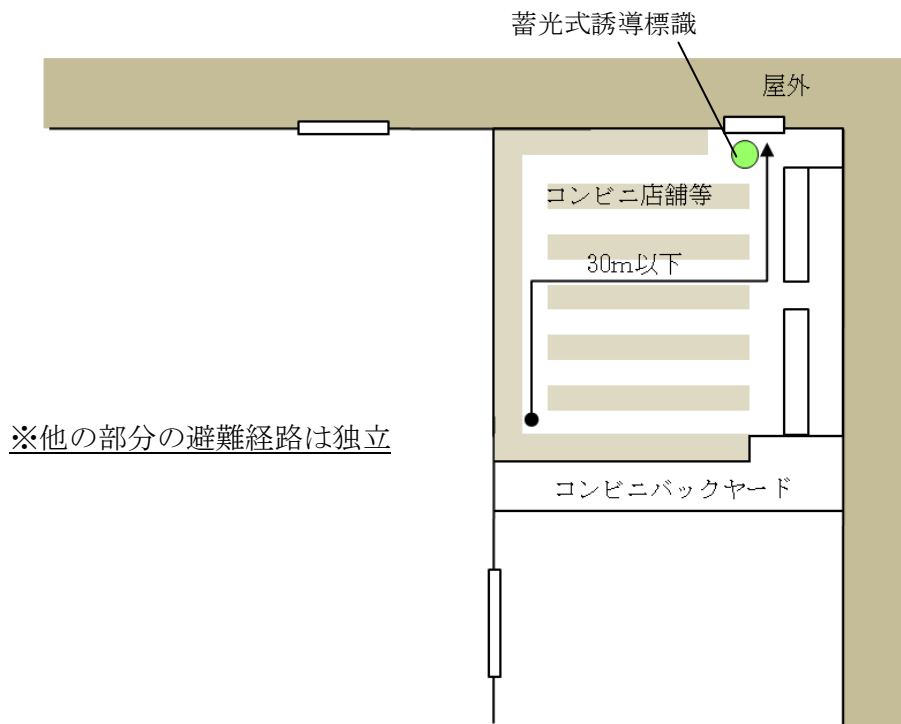 蓄光式誘導標識
屋外
コンビニ店舗等
30m以下
※他の部分の避難経路は独立
コンビニバックヤード